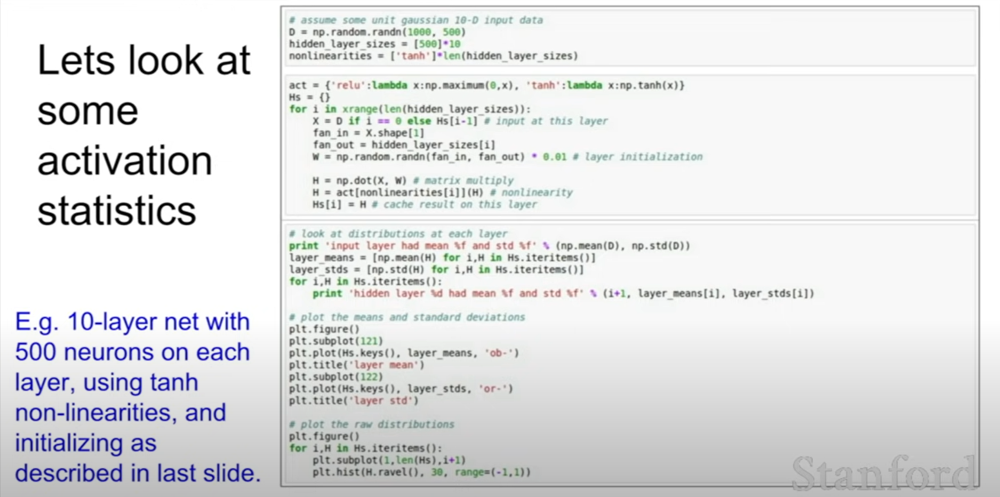 Lets look at
some
activation
statistics
E.g. 10-layer net with
500 neurons on each
layer, using tanh
non-linearities, and
initializing as
described in last slide.
# assume some unit gaussian 10-D input data
D = np.random.randn(1000, 500)
hidden_layer_sizes = [500]*10
nonlinearities = ['tanh']*len(hidden_layer_sizes)
act = {'relu':lambda x:np.maximum(0,x), 'tanh':lambda x:np.tanh(x)}
Hs = {}
for i in xrange(len(hidden_layer_sizes)):
    X = D if i == 0 else Hs[i-1] # input at this layer
    fan_in = X.shape[1]
    fan_out = hidden_layer_sizes[i]
    W = np.random.randn(fan_in, fan_out) * 0.01 # layer initialization
    H = np.dot(X, W) # matrix multiply
    H = act[nonlinearities[i]](H) # nonlinearity
    Hs[i] = H # cache result on this layer
# look at distributions at each layer
print 'input layer had mean %f and std %f' % (np.mean(D), np.std(D))
layer_means = [np.mean(H) for i,H in Hs.iteritems()]
layer_stds = [np.std(H) for i,H in Hs.iteritems()]
for i,H in Hs.iteritems():
    print 'hidden layer %d had mean %f and std %f' % (i+1, layer_means[i], layer_stds[i])
# plot the means and standard deviations
plt.figure()
plt.subplot(121)
plt.plot(Hs.keys(), layer_means, 'ob-')
plt.title('layer mean')
plt.subplot(122)
plt.plot(Hs.keys(), layer_stds, 'or-')
plt.title('layer std')
# plot the raw distributions
plt.figure()
for i,H in Hs.iteritems():
    plt.subplot(1,len(Hs),i+1)
    plt.hist(H.ravel(), 30, range=(-1,1))
Stanford